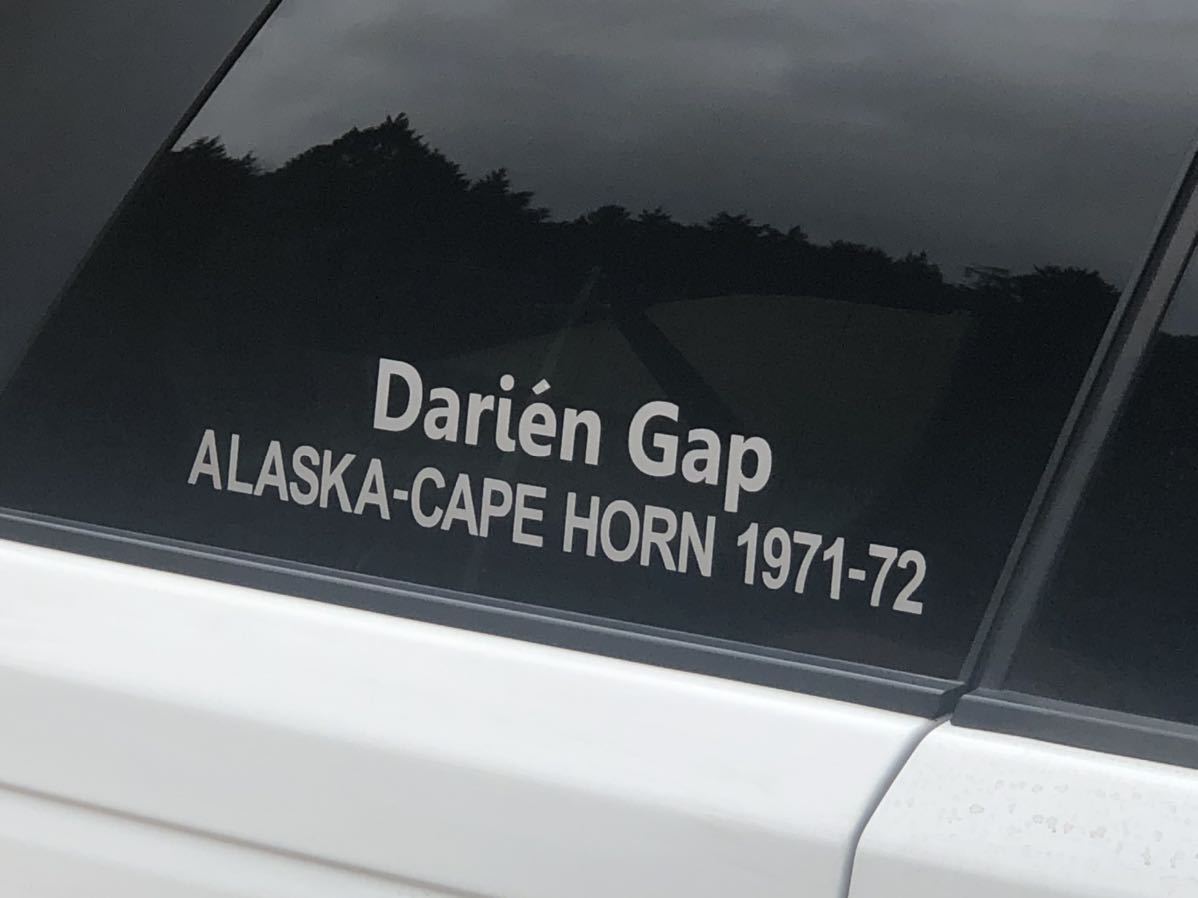 Darién Gap
ALASKA-CAPE HORN 1971-72